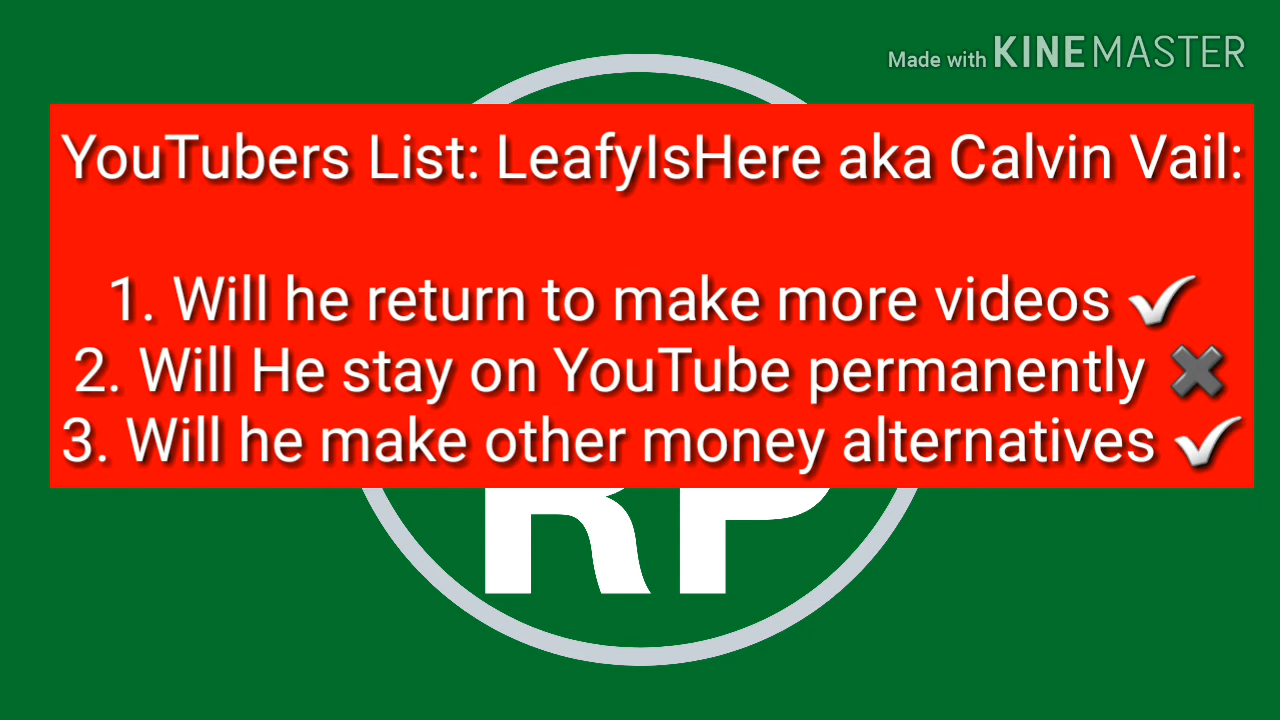 Made with KINEMASTER
YouTubers List: LeafyIsHere aka Calvin Vail:
1. Will he return to make more videos ✔
2. Will He stay on YouTube permanently ✖
3. Will he make other money alternatives ✔
RP